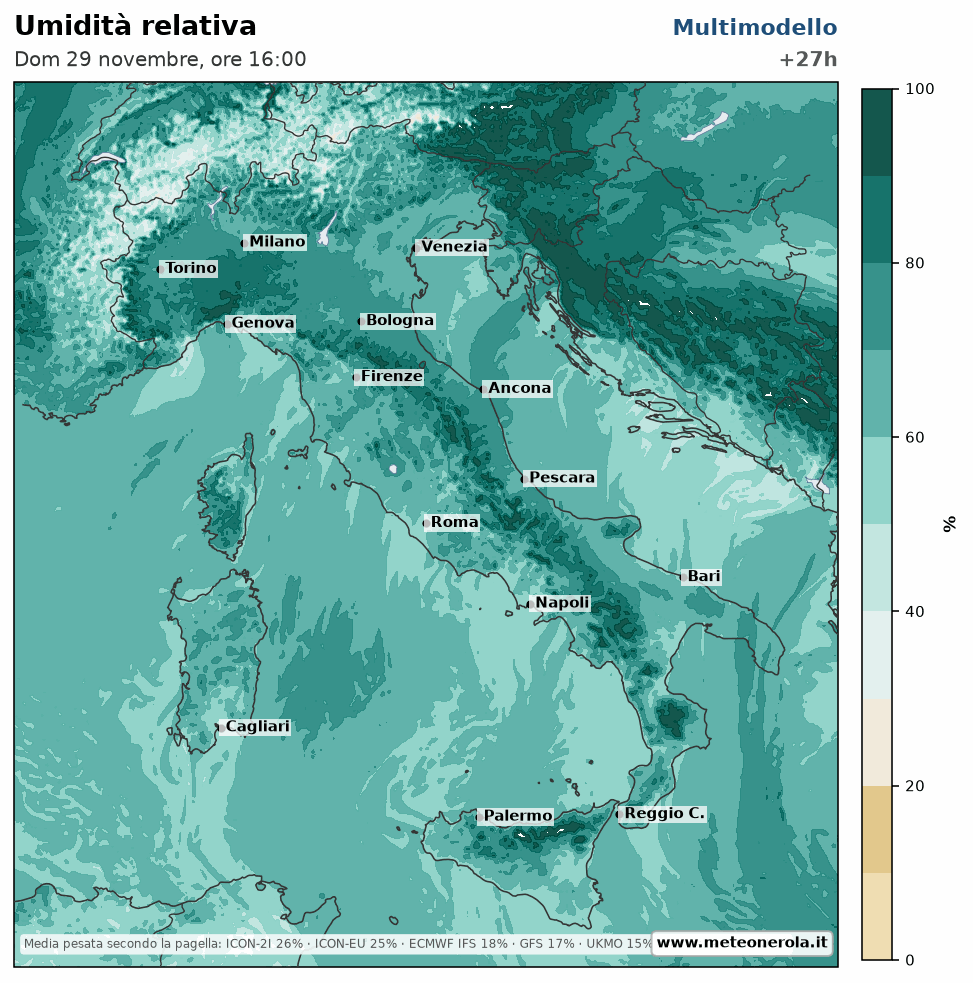 Umidità relativa
Multimodello
Dom 29 novembre, ore 16:00
+27h
100
80
60
%
40
20
0
Milano
Venezia
Torino
Genova
Bologna
Firenze
Ancona
Pescara
Roma
Bari
Napoli
Cagliari
Palermo
Reggio C.
Media pesata secondo la pagella: ICON-2I 26% · ICON-EU 25% · ECMWF IFS 18% · GFS 17% · UKMO 15%
www.meteonerola.it